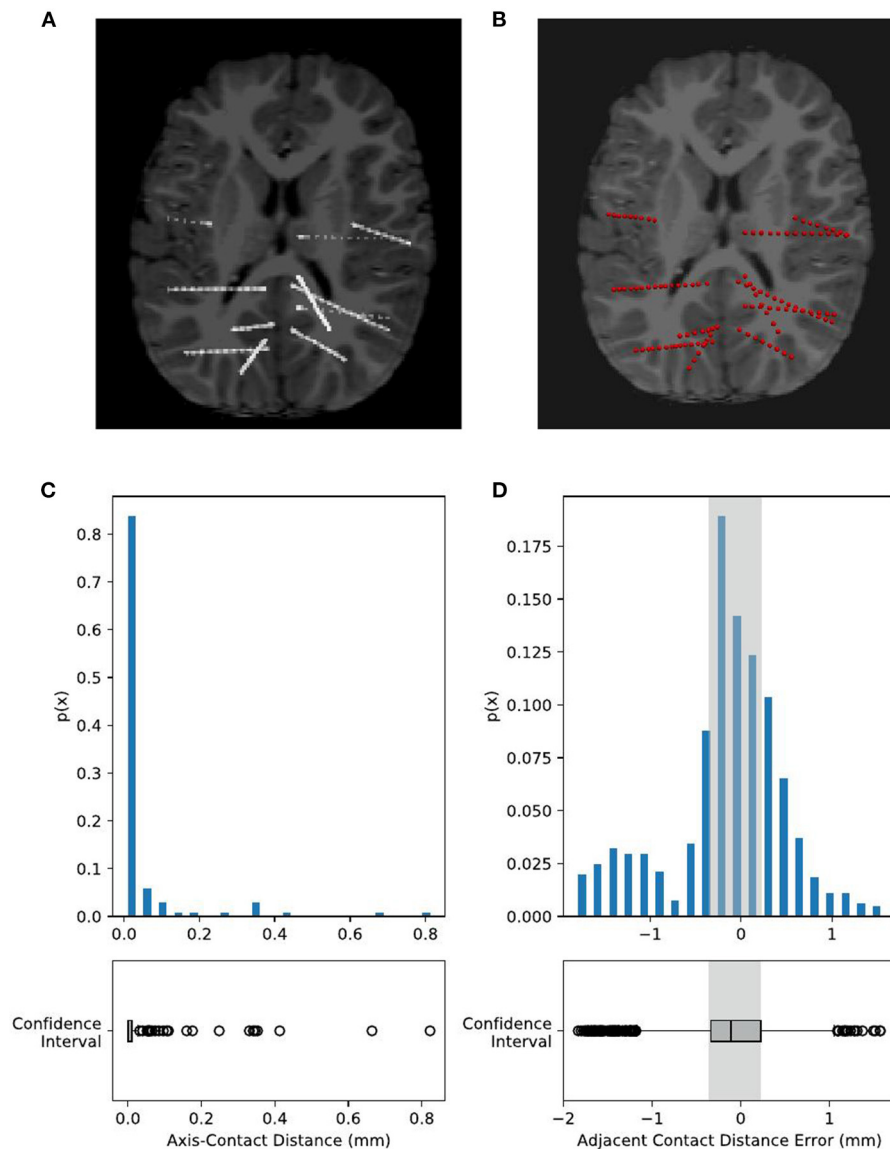 A
B
C
D
p(x)
0.8
0.7
0.6
0.5
0.4
0.3
0.2
0.1
0.0
0.0 0.2 0.4 0.6 0.8
p(x)
0.175
0.150
0.125
0.100
0.075
0.050
0.025
0.000
−1 0 1
Confidence
Interval
0.0 0.2 0.4 0.6 0.8
Axis-Contact Distance (mm)
Confidence
Interval
−2 −1 0 1
Adjacent Contact Distance Error (mm)